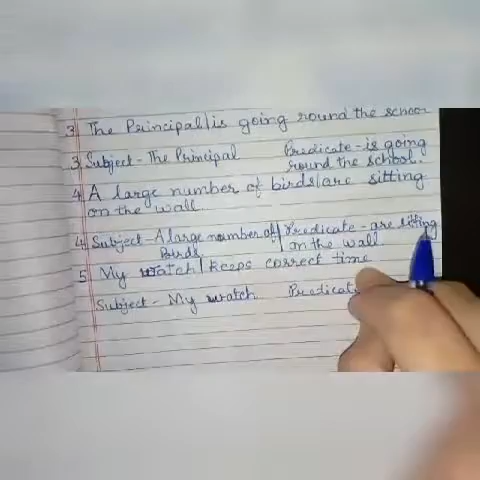 3 The Principal/is going round the school
3 Subject - The Principal Predicate - is going
round the school.
4 A large number of birds/are sitting
on the wall
4 Subject - A large number of Predicate - are sitting
Birds on the wall
5 My watch/keeps correct time
Subject - My watch Predicate